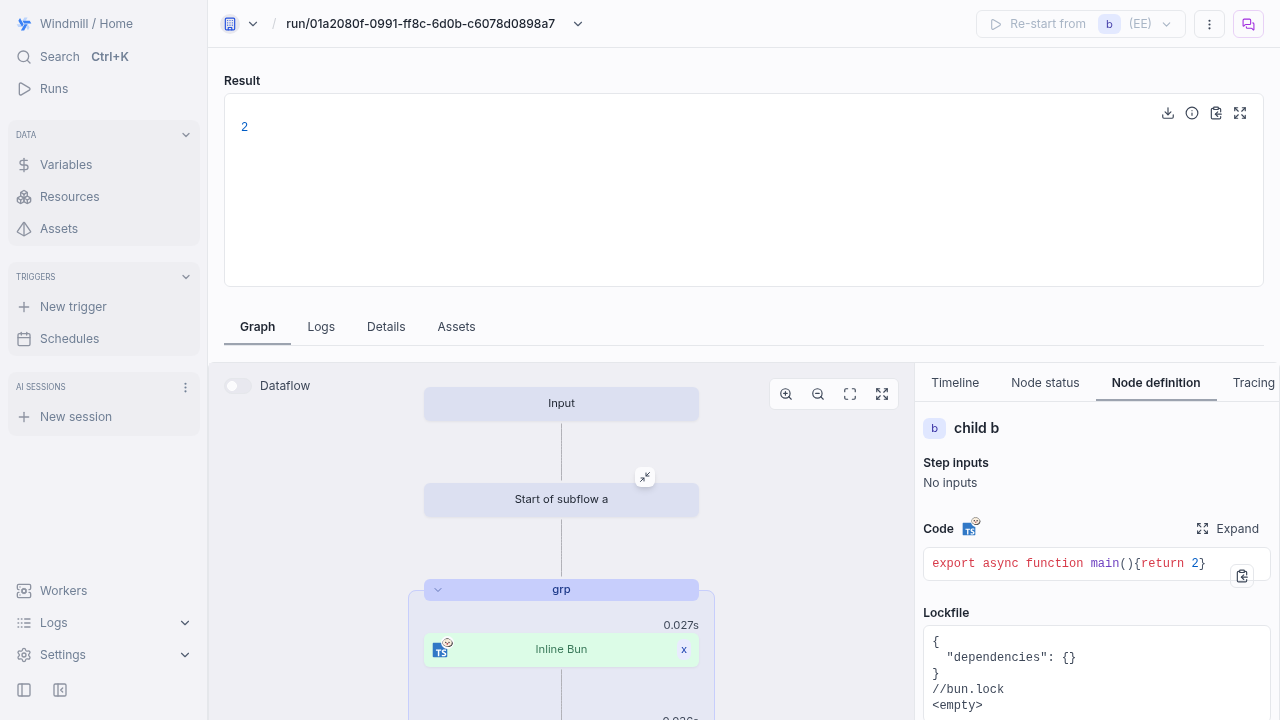 Windmill / Home
Search Ctrl+K
Runs
DATA
Variables
Resources
Assets
TRIGGERS
New trigger
Schedules
AI SESSIONS
New session
Workers
Logs
Settings
/ run/01a2080f-0991-ff8c-6d0b-c6078d0898a7
Re-start from b (EE)
Result
2
Graph Logs Details Assets
Dataflow
Input
Start of subflow a
grp
0.027s
TS Inline Bun x
Timeline Node status Node definition Tracing
b child b
Step inputs
No inputs
Code TS Expand
export async function main(){return 2}
Lockfile
{
"dependencies": {}
}
//bun.lock
<empty>